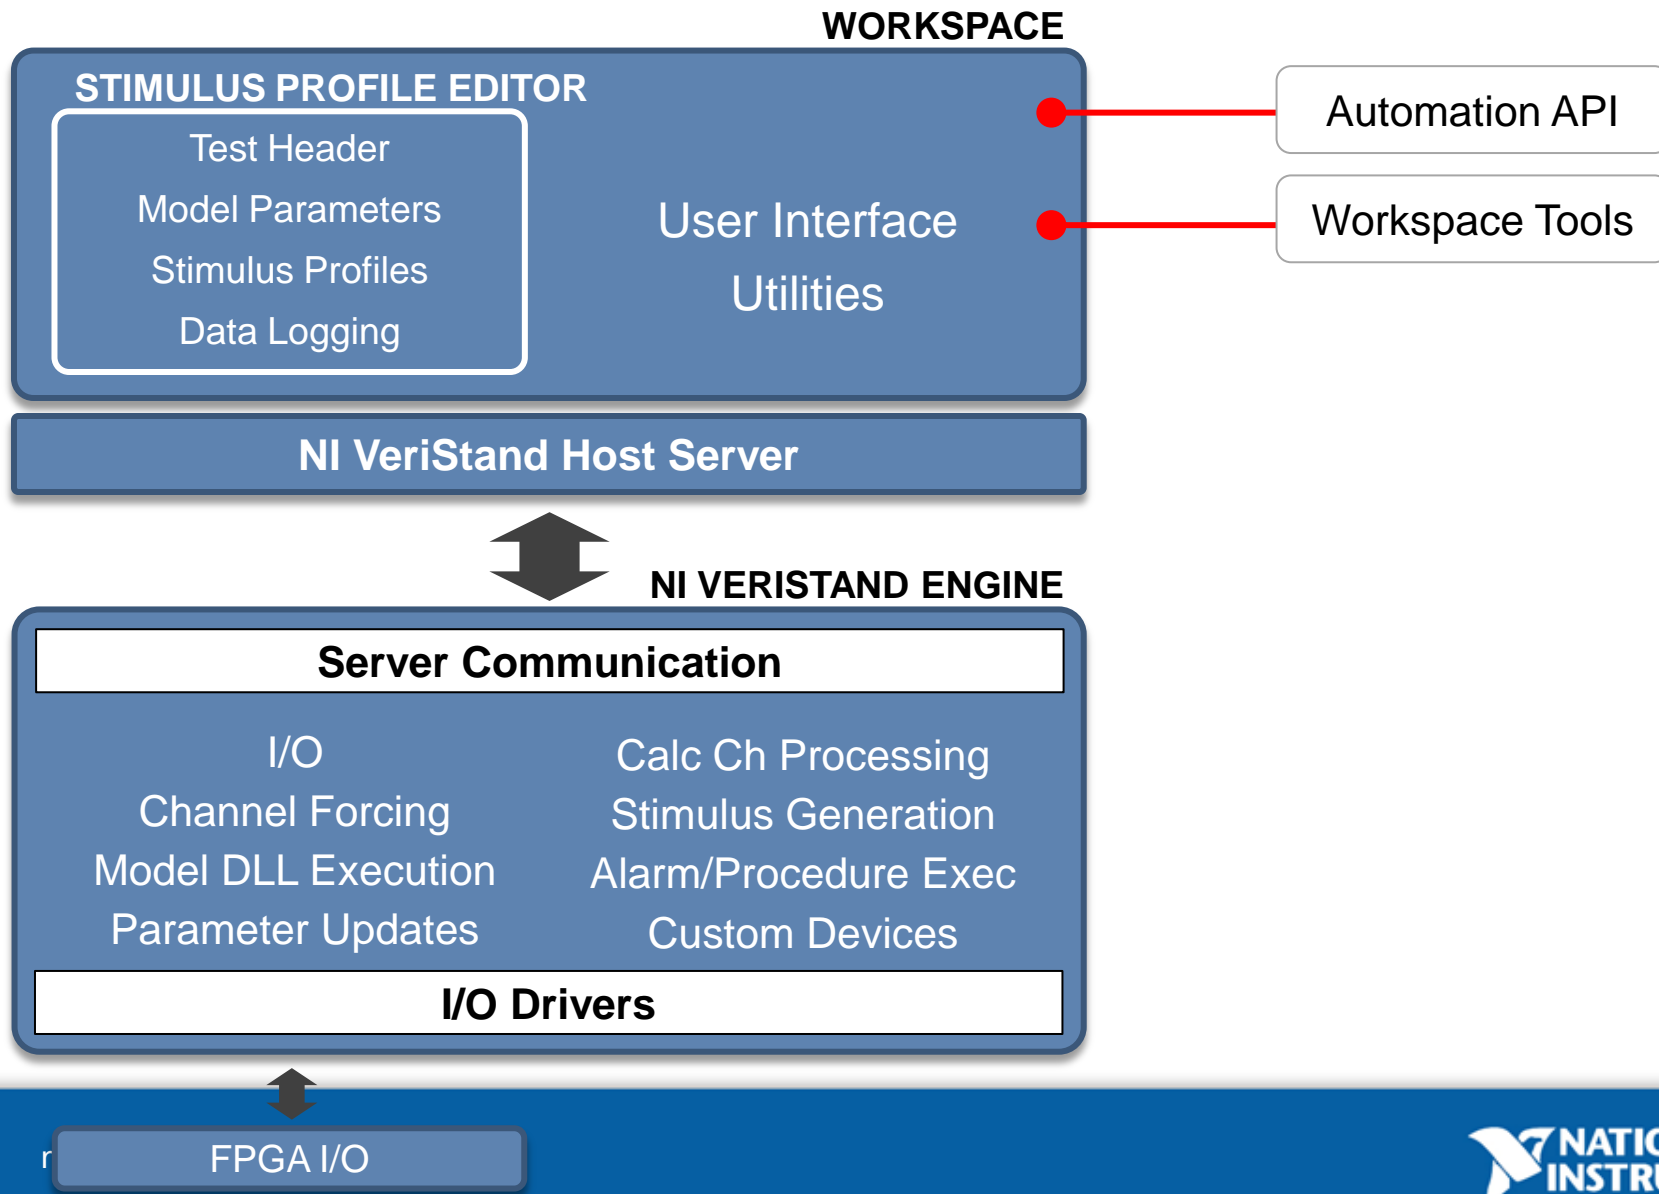 WORKSPACE
STIMULUS PROFILE EDITOR
Test Header
Model Parameters
Stimulus Profiles
Data Logging
User Interface
Utilities
Automation API
Workspace Tools
NI VeriStand Host Server
NI VERISTAND ENGINE
Server Communication
I/O
Channel Forcing
Model DLL Execution
Parameter Updates
Calc Ch Processing
Stimulus Generation
Alarm/Procedure Exec
Custom Devices
I/O Drivers
FPGA I/O